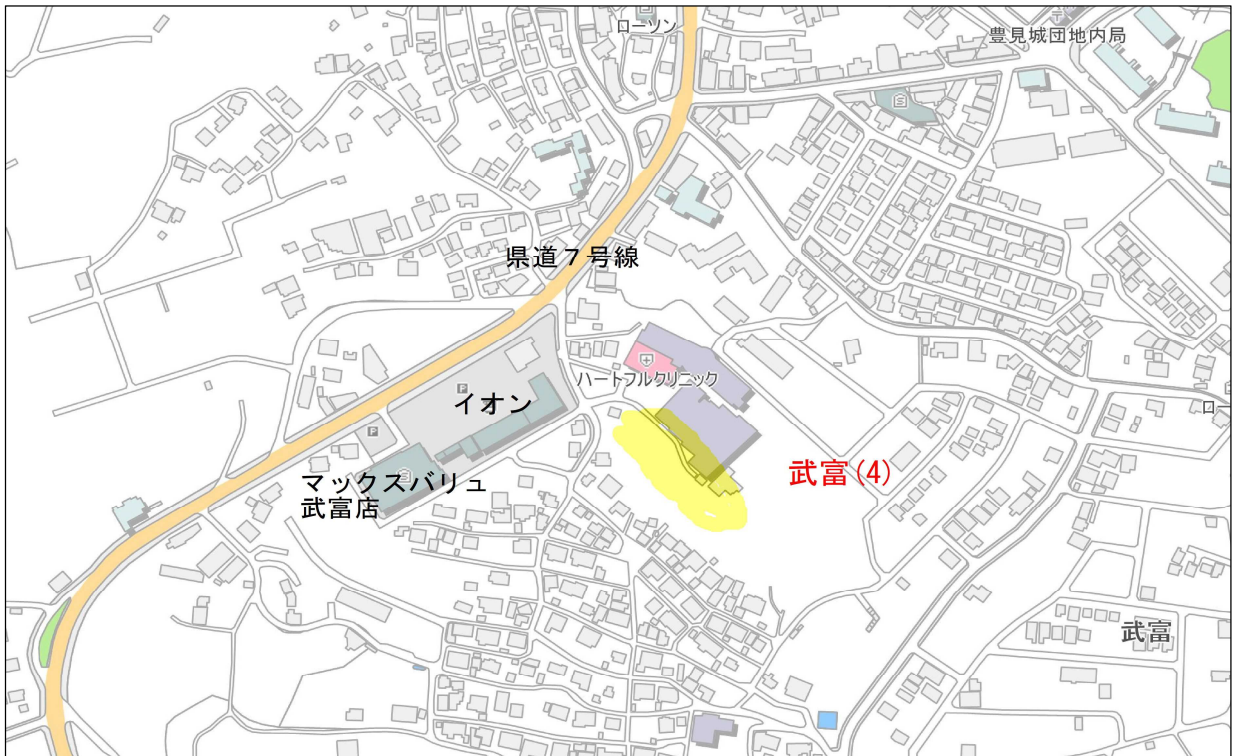 ローソン
豊見城団地内局
県道７号線
ハートフルクリニック
イオン
マックスバリュ
武富店
武富(4)
武富